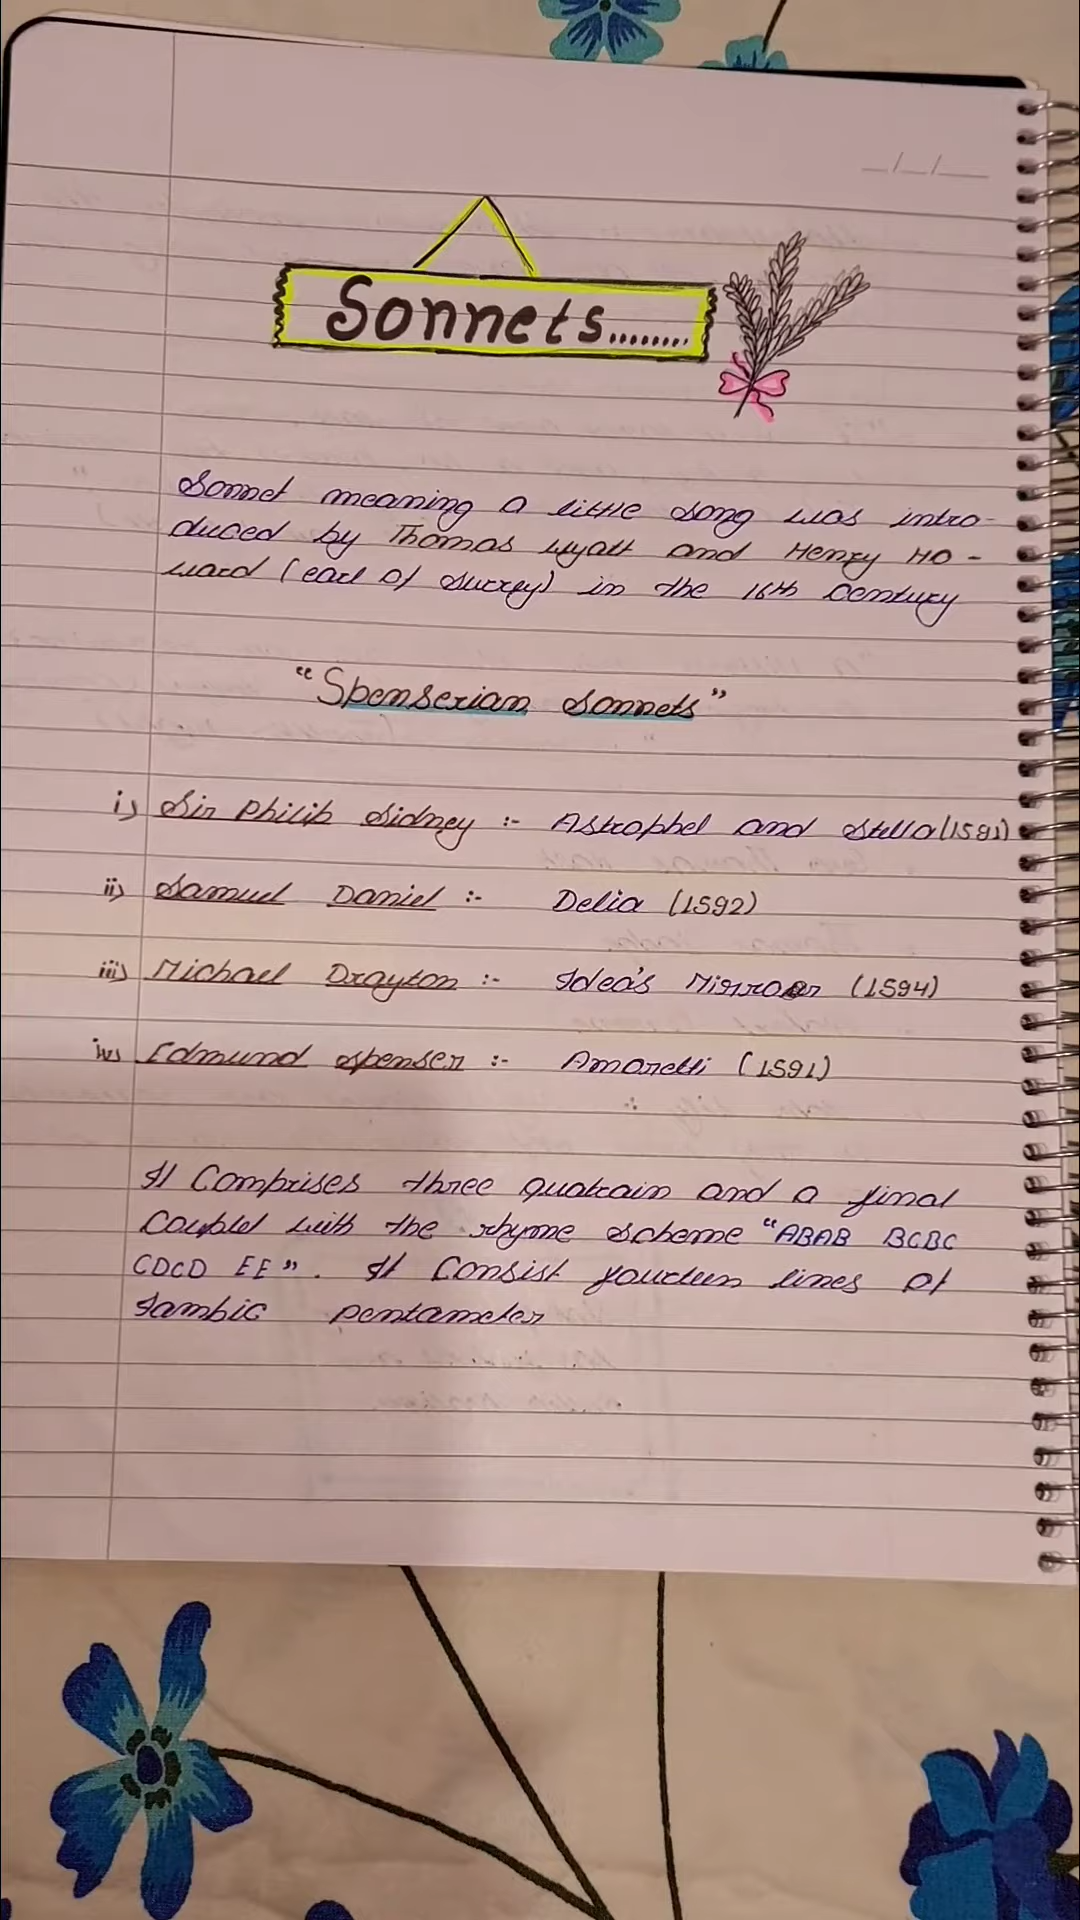 Sonnets........
Sonnet meaning a little song was intro-
duced by Thomas Wyatt and Henry Ho-
ward (earl of Surrey) in the 16th Century
"Spenserian Sonnets"
i) Sir Philip Sidney :- Astrophel and Stella (1591)
ii) Samuel Daniel :- Delia (1592)
iii) Michael Drayton :- Idea's Mirror (1594)
iv) Edmund Spenser :- Amoretti (1591)
It Comprises three quatrain and a final
Couplet with the rhyme scheme "ABAB BCBC
CDCD EE". It Consist fourteen lines of
Iambic pentameter